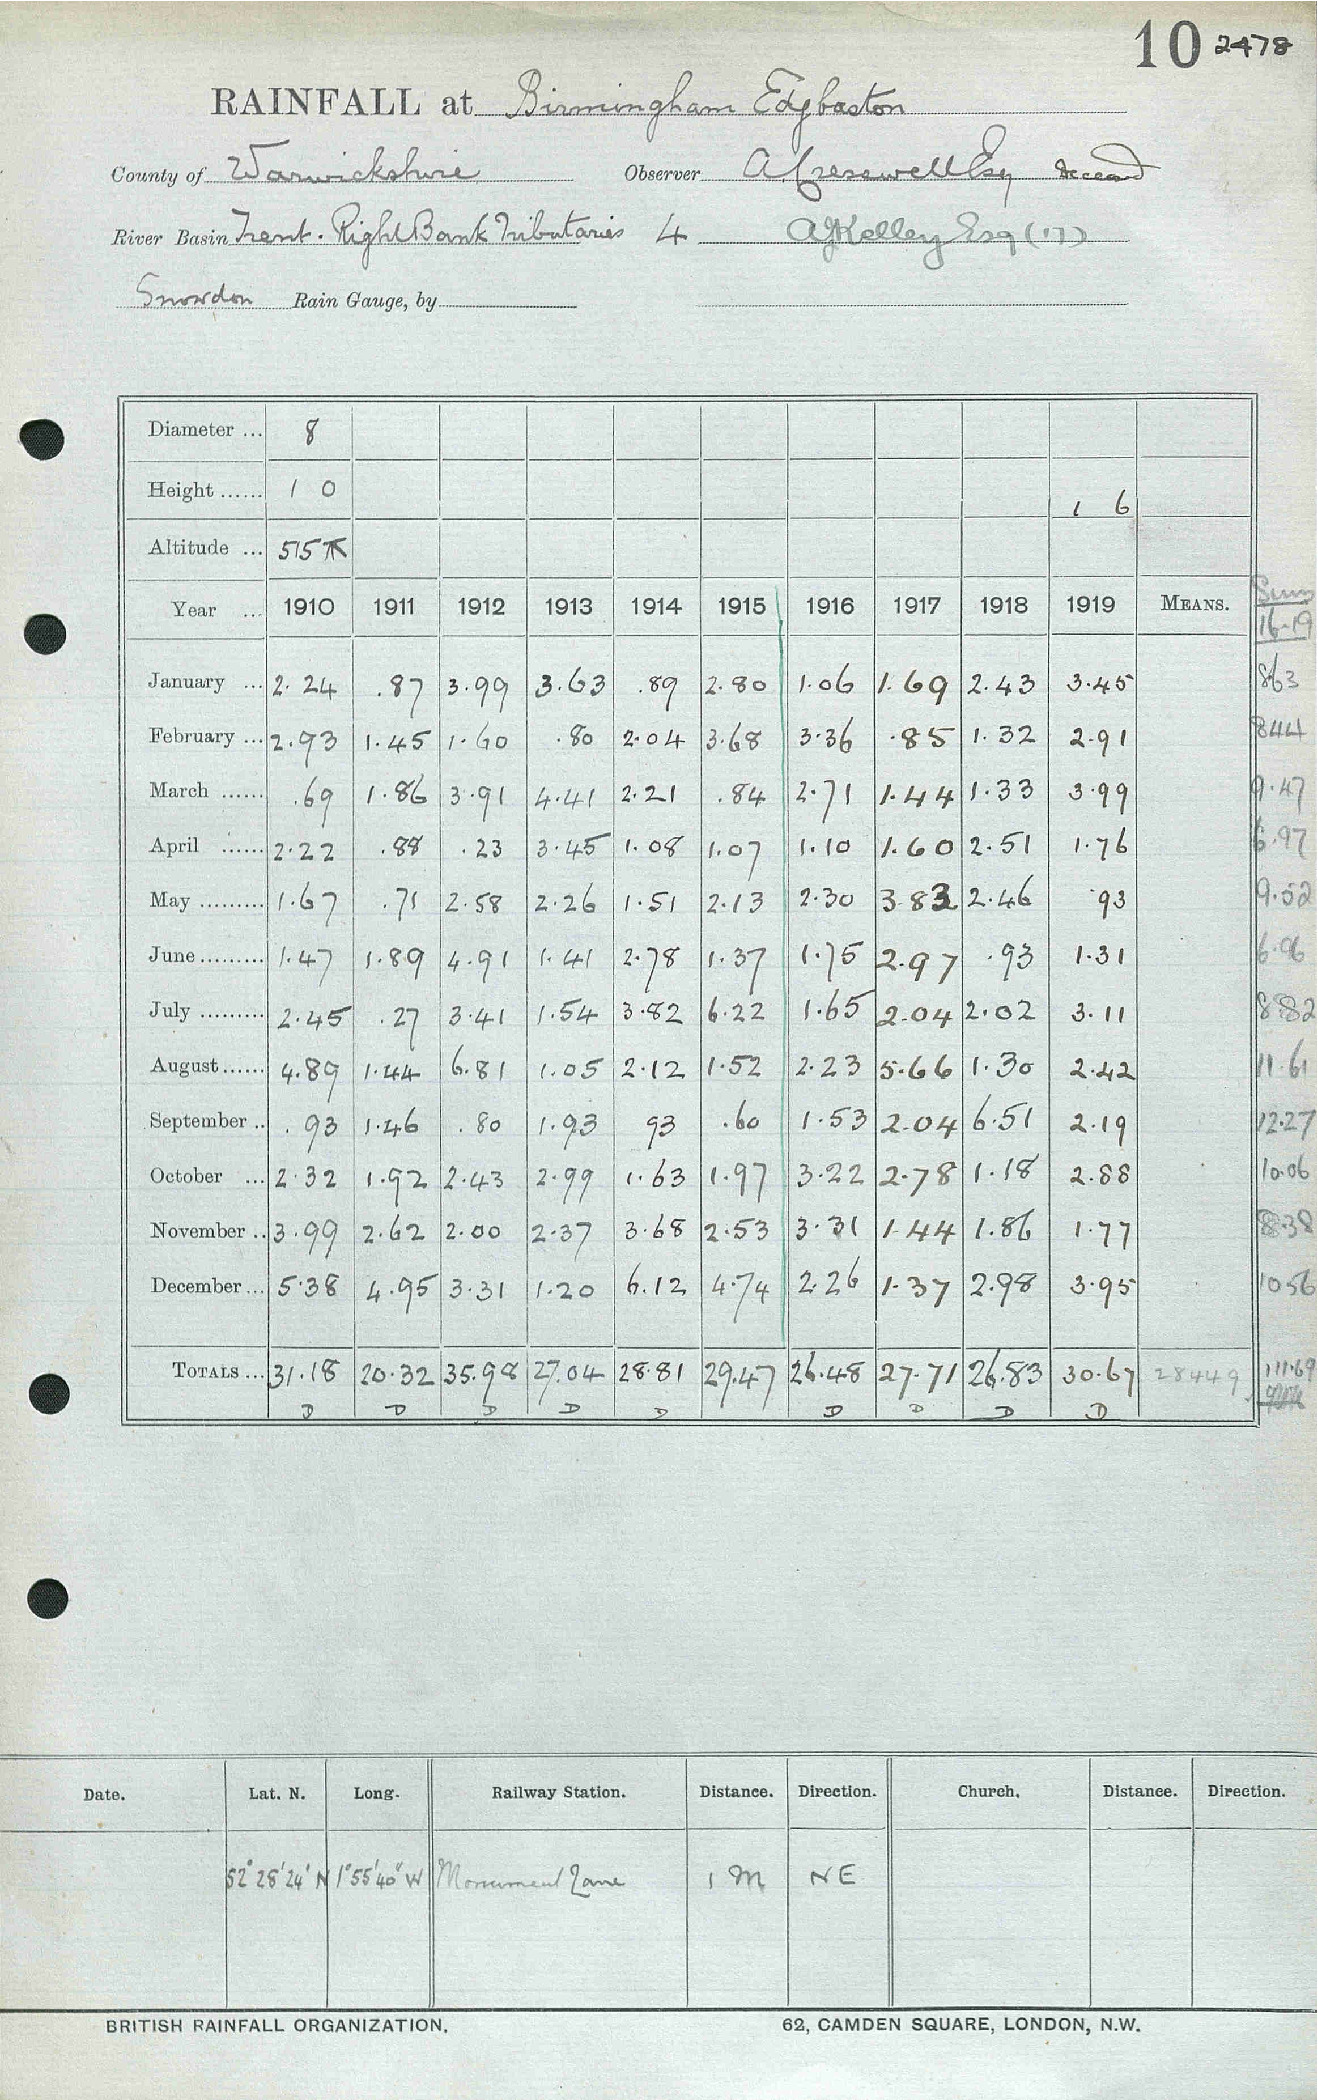 10 2478
RAINFALL at Birmingham Edgbaston
County of Warwickshire Observer A Cresswell Esq deceased
River Basin Trent. Right Bank Tributaries 4 A J Kelley Esq (17)
Snowdon Rain Gauge, by
Diameter ... 8
Height ...... 1 0 1 6
Altitude ... 515
Year ... 1910 1911 1912 1913 1914 1915 1916 1917 1918 1919 MEANS. Sums
16-19
January ... 2.24 .87 3.99 3.63 .89 2.80 1.06 1.69 2.43 3.45 863
February ... 2.93 1.45 1.60 .80 2.04 3.68 3.36 .85 1.32 2.91 844
March ...... .69 1.86 3.91 4.41 2.21 .84 2.71 1.44 1.33 3.99 9.47
April ...... 2.22 .88 .23 3.45 1.08 1.07 1.10 1.60 2.51 1.76 6.97
May ......... 1.67 .71 2.58 2.26 1.51 2.13 2.30 3.83 2.46 .93 9.52
June ......... 1.47 1.89 4.91 1.41 2.78 1.37 1.75 2.97 .93 1.31 6.96
July ......... 2.45 .27 3.41 1.54 3.82 6.22 1.65 2.04 2.02 3.11 8.82
August ...... 4.89 1.44 6.81 1.05 2.12 1.52 2.23 5.66 1.30 2.42 11.61
September .. .93 1.46 .80 1.93 93 .60 1.53 2.04 6.51 2.19 12.27
October ... 2.32 1.92 2.43 2.99 1.63 1.97 3.22 2.78 1.18 2.88 10.06
November .. 3.99 2.62 2.00 2.37 3.68 2.53 3.31 1.44 1.86 1.77 8.38
December ... 5.38 4.95 3.31 1.20 6.12 4.74 2.26 1.37 2.98 3.95 1056
TOTALS ... 31.18 20.32 35.98 27.04 28.81 29.47 26.48 27.71 26.83 30.67 28449 111.69
D D D D D D D D D
Date. Lat. N. Long. Railway Station. Distance. Direction. Church. Distance. Direction.
52° 28' 24" N 1° 55' 40" W Monument Lane 1 M NE
BRITISH RAINFALL ORGANIZATION. 62, CAMDEN SQUARE, LONDON, N.W.